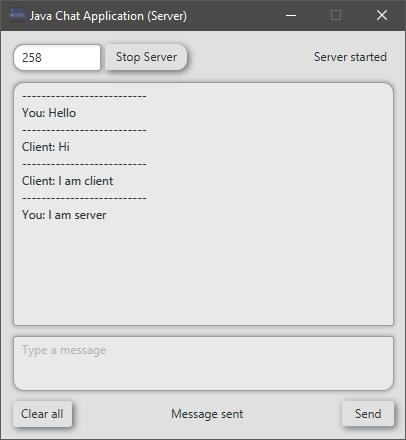 Java Chat Application (Server)
258
Stop Server
Server started
--------------------------
You: Hello
--------------------------
Client: Hi
--------------------------
Client: I am client
--------------------------
You: I am server
Type a message
Clear all
Message sent
Send